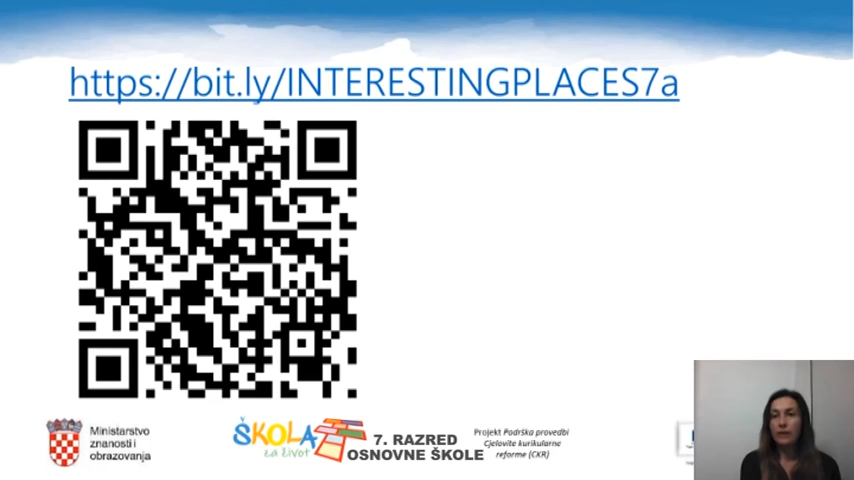 https://bit.ly/INTERESTINGPLACES7a
Ministarstvo
znanosti i
obrazovanja
ŠKOLA
za život
7. RAZRED
OSNOVNE ŠKOLE
Projekt Podrška provedbi
Cjelovite kurikularne
reforme (CKR)